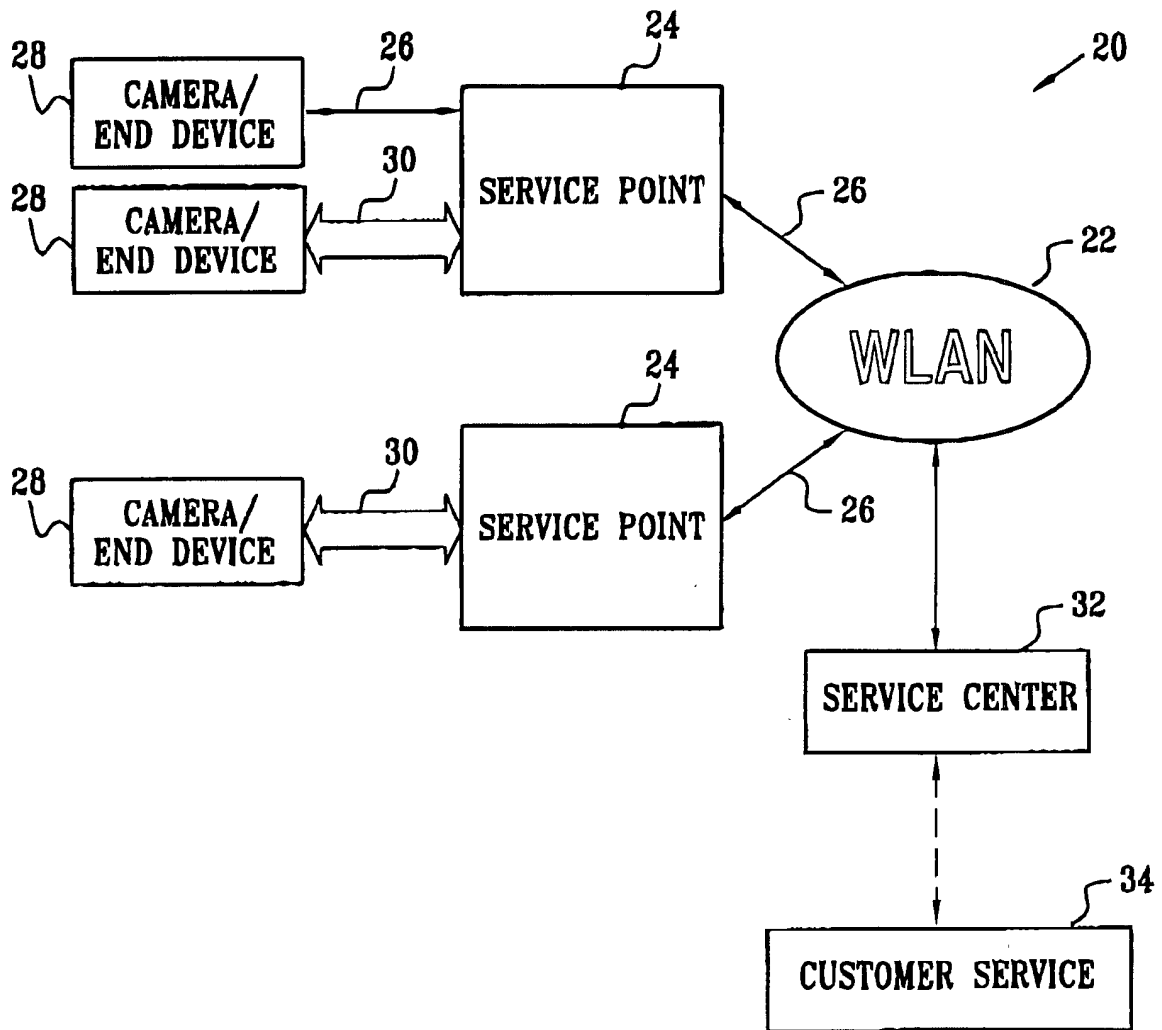 20
24
28
26
CAMERA/
END DEVICE
SERVICE POINT
30
28
CAMERA/
END DEVICE
26
22
WLAN
24
26
30
28
CAMERA/
END DEVICE
SERVICE POINT
32
SERVICE CENTER
34
CUSTOMER SERVICE